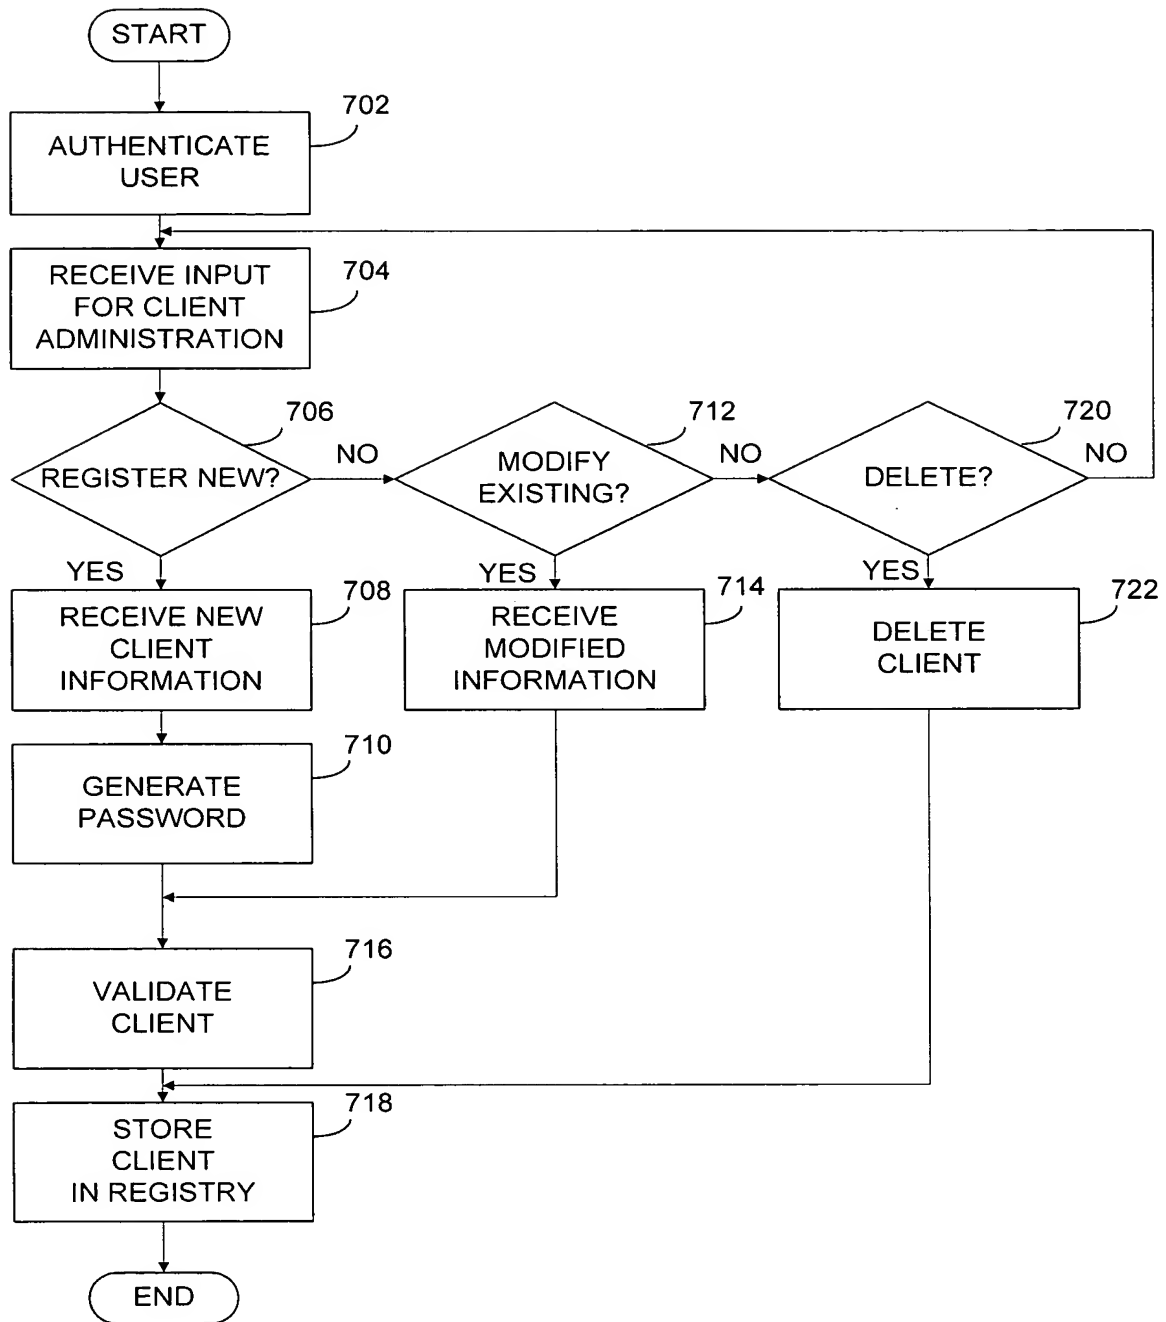 START
702
AUTHENTICATE
USER
704
RECEIVE INPUT
FOR CLIENT
ADMINISTRATION
706
712
720
REGISTER NEW?
NO
MODIFY
EXISTING?
NO
DELETE?
NO
YES
YES
YES
708
714
722
RECEIVE NEW
CLIENT
INFORMATION
RECEIVE
MODIFIED
INFORMATION
DELETE
CLIENT
710
GENERATE
PASSWORD
716
VALIDATE
CLIENT
718
STORE
CLIENT
IN REGISTRY
END